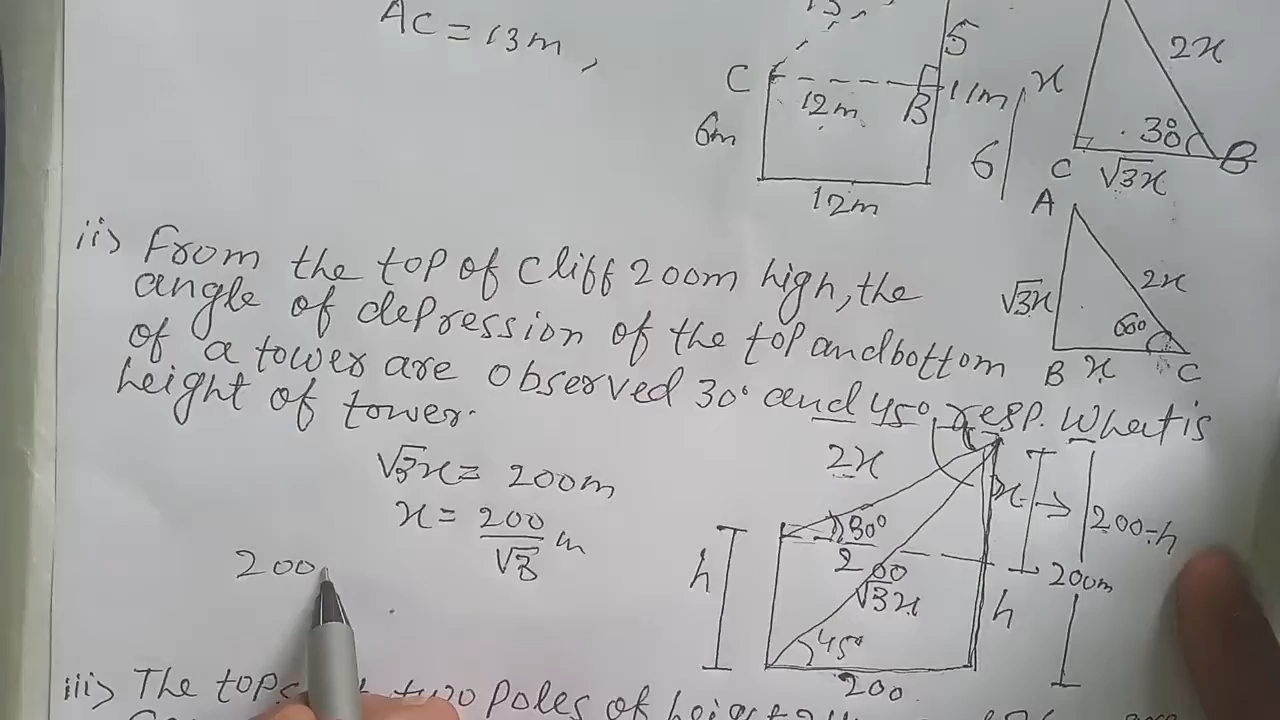 AC = 13m,
C
12m
B
5
11m
6m
6
12m
x
2x
30°
C
√3x
B
A
√3x
2x
60°
B
x
C
ii) From the top of cliff 200m high, the
angle of depression of the top and bottom
of a tower are observed 30° and 45° resp. What is
height of tower.
√3x = 200m
x = 200/√3 m
200
2x
30°
200
√3x
45°
200
h
x
200-h
200m
h
iii) The tops two poles of